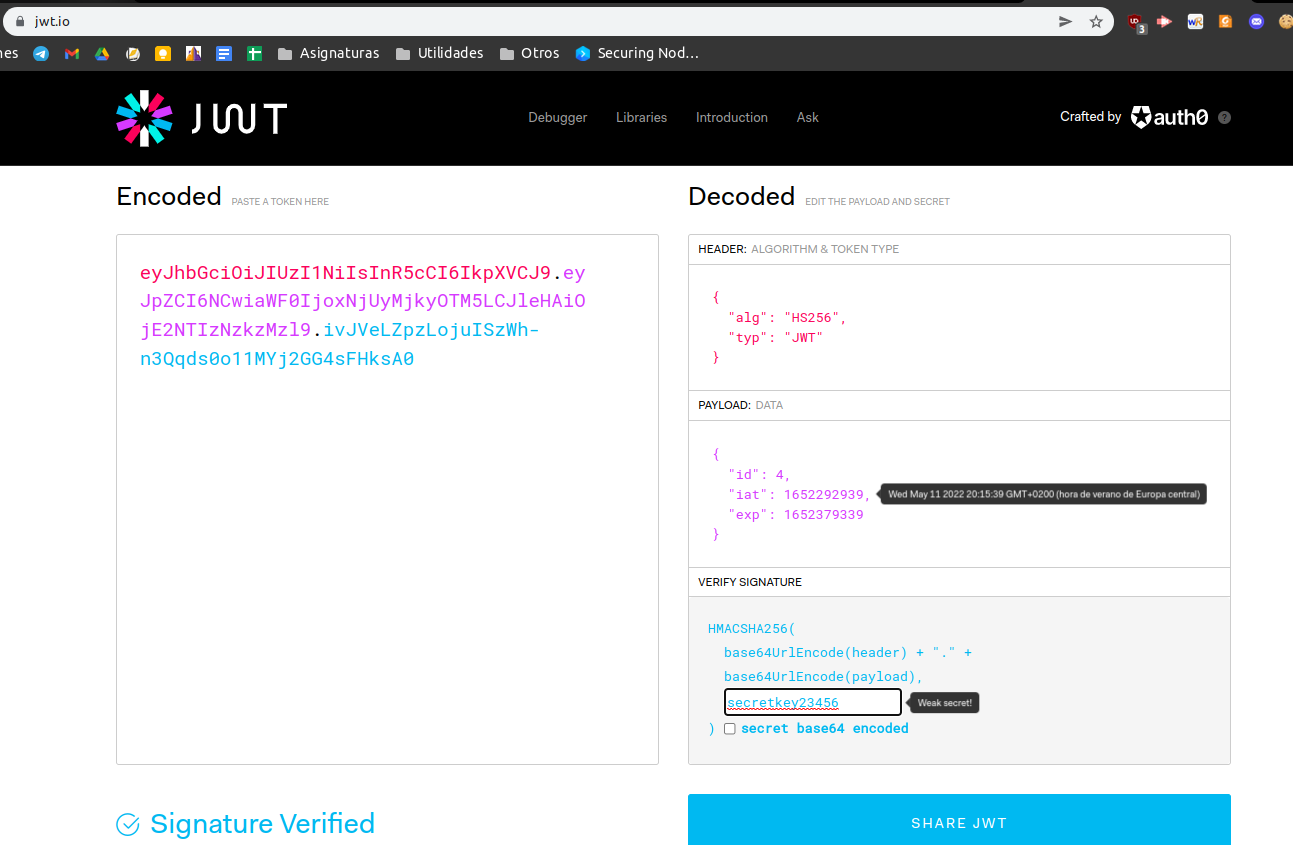 jwt.io
3
nes
Asignaturas
Utilidades
Otros
Securing Nod...
JWT
Debugger
Libraries
Introduction
Ask
Crafted by auth0 ?
Encoded PASTE A TOKEN HERE
eyJhbGciOiJIUzI1NiIsInR5cCI6IkpXVCJ9.ey
JpZCI6NCwiaWF0IjoxNjUyMjkyOTM5LCJleHAiO
jE2NTIzNzkzMzl9.ivJVeLZpzLojuISzWh-
n3Qqds0o11MYj2GG4sFHksA0
Signature Verified
Decoded EDIT THE PAYLOAD AND SECRET
HEADER: ALGORITHM & TOKEN TYPE
{
"alg": "HS256",
"typ": "JWT"
}
PAYLOAD: DATA
{
"id": 4,
"iat": 1652292939,
Wed May 11 2022 20:15:39 GMT+0200 (hora de verano de Europa central)
"exp": 1652379339
}
VERIFY SIGNATURE
HMACSHA256(
base64UrlEncode(header) + "." +
base64UrlEncode(payload),
secretkey23456
Weak secret!
) secret base64 encoded
SHARE JWT